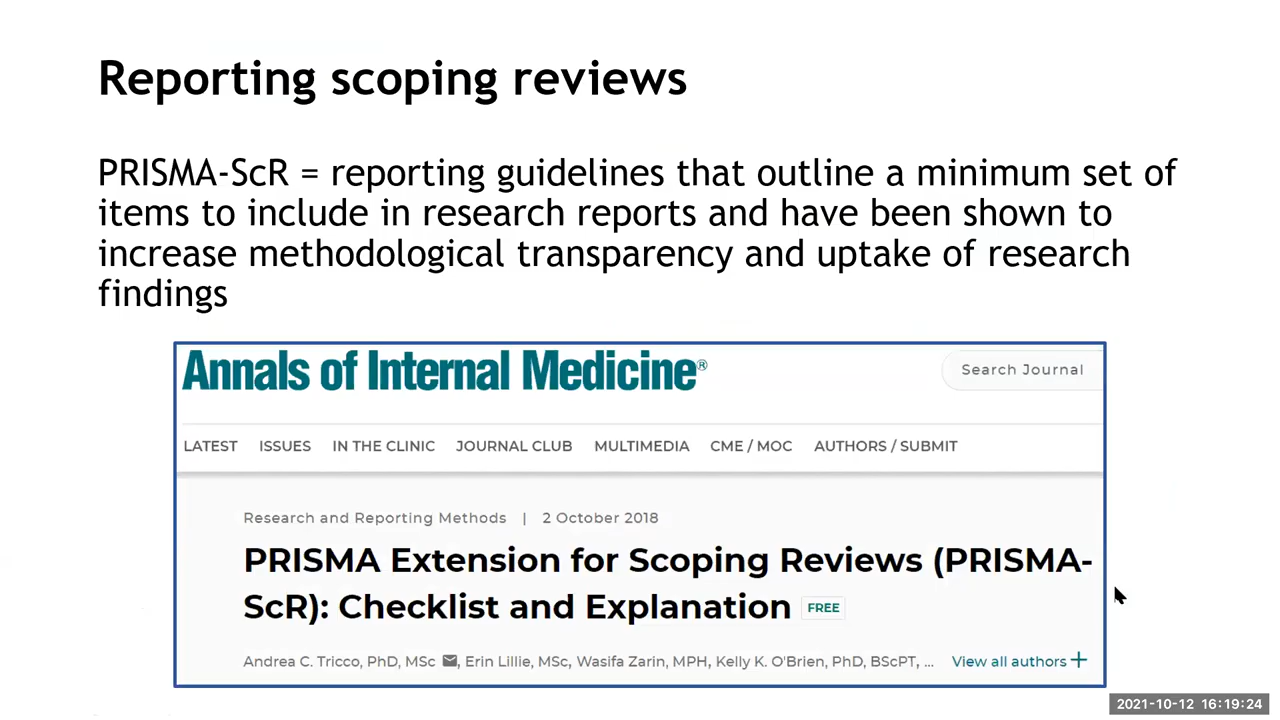 Reporting scoping reviews
PRISMA-ScR = reporting guidelines that outline a minimum set of
items to include in research reports and have been shown to
increase methodological transparency and uptake of research
findings
Annals of Internal Medicine®
Search Journal
LATEST ISSUES IN THE CLINIC JOURNAL CLUB MULTIMEDIA CME / MOC AUTHORS / SUBMIT
Research and Reporting Methods | 2 October 2018
PRISMA Extension for Scoping Reviews (PRISMA-
ScR): Checklist and Explanation FREE
Andrea C. Tricco, PhD, MSc, Erin Lillie, MSc, Wasifa Zarin, MPH, Kelly K. O'Brien, PhD, BScPT, ... View all authors +
2021-10-12 16:19:24